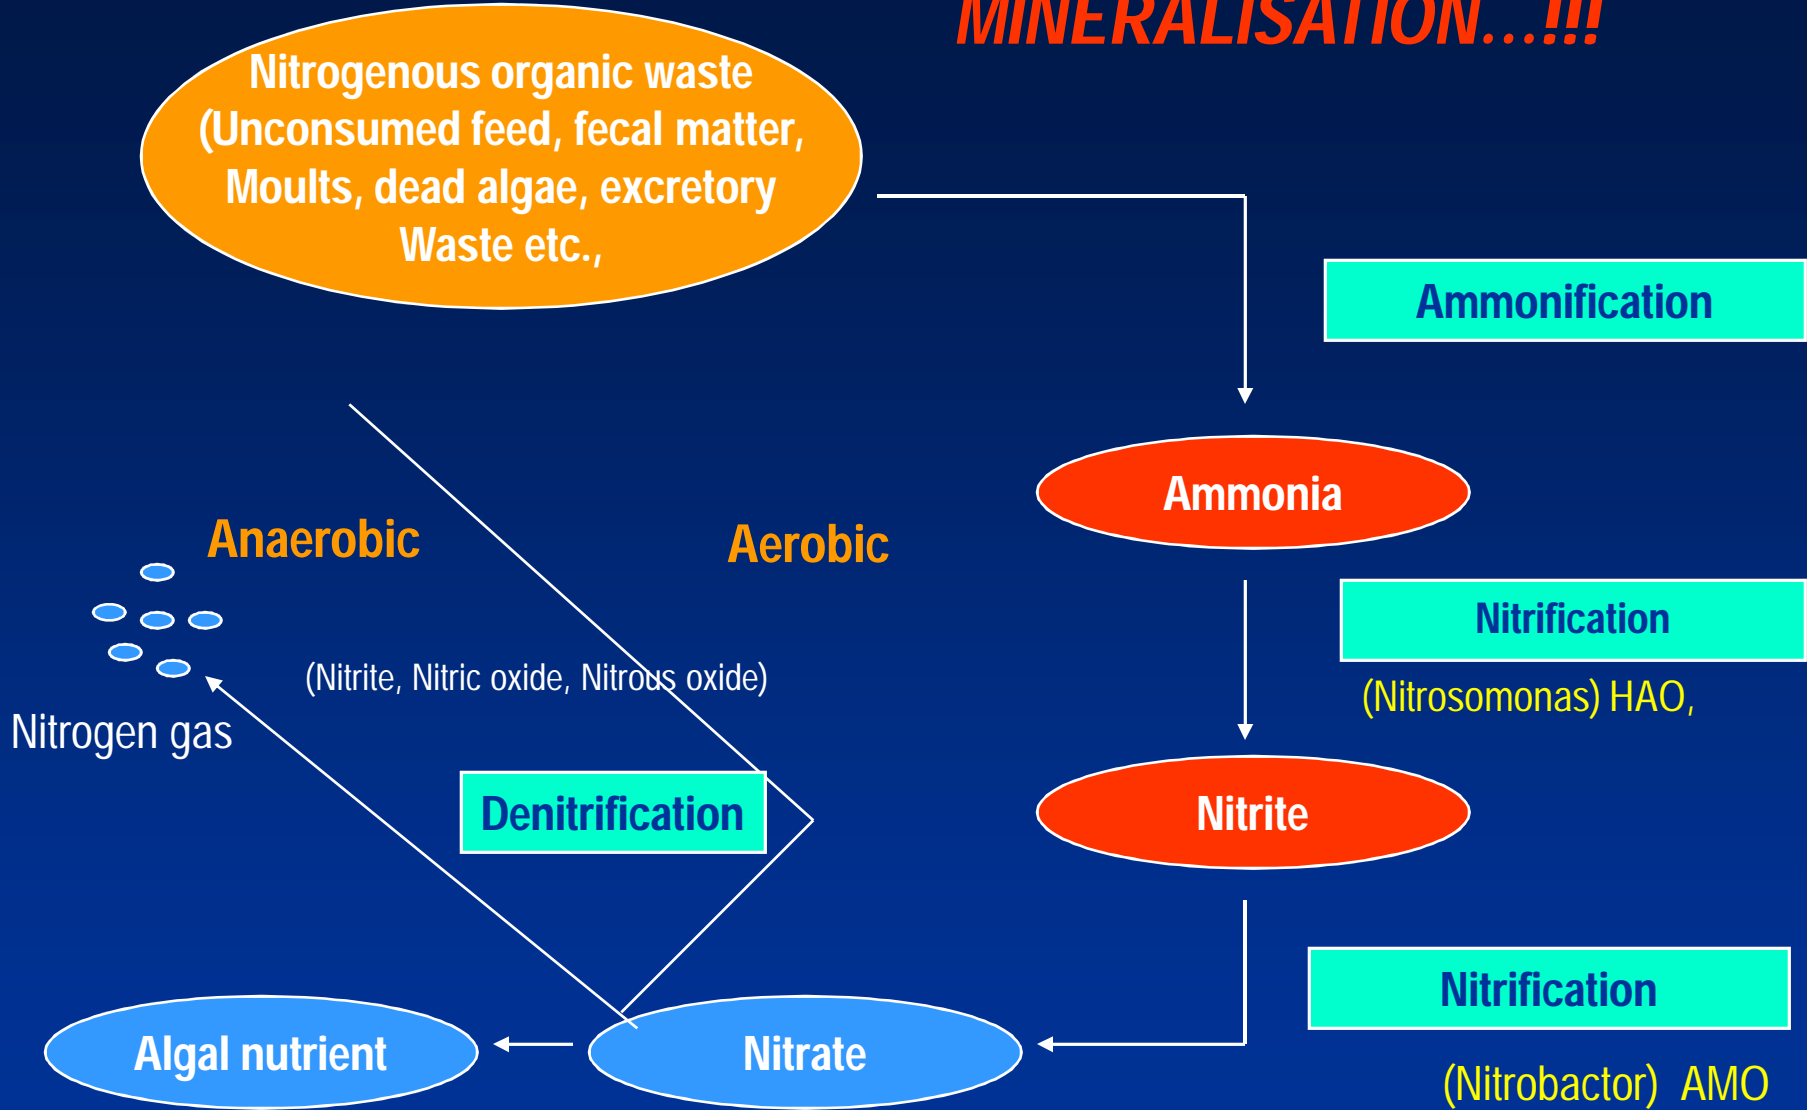 MINERALISATION...!!!
Nitrogenous organic waste
(Unconsumed feed, fecal matter,
Moults, dead algae, excretory
Waste etc.,
Ammonification
Ammonia
Anaerobic
Aerobic
Nitrification
(Nitrite, Nitric oxide, Nitrous oxide)
(Nitrosomonas) HAO,
Nitrogen gas
Denitrification
Nitrite
Nitrification
Algal nutrient
Nitrate
(Nitrobactor) AMO